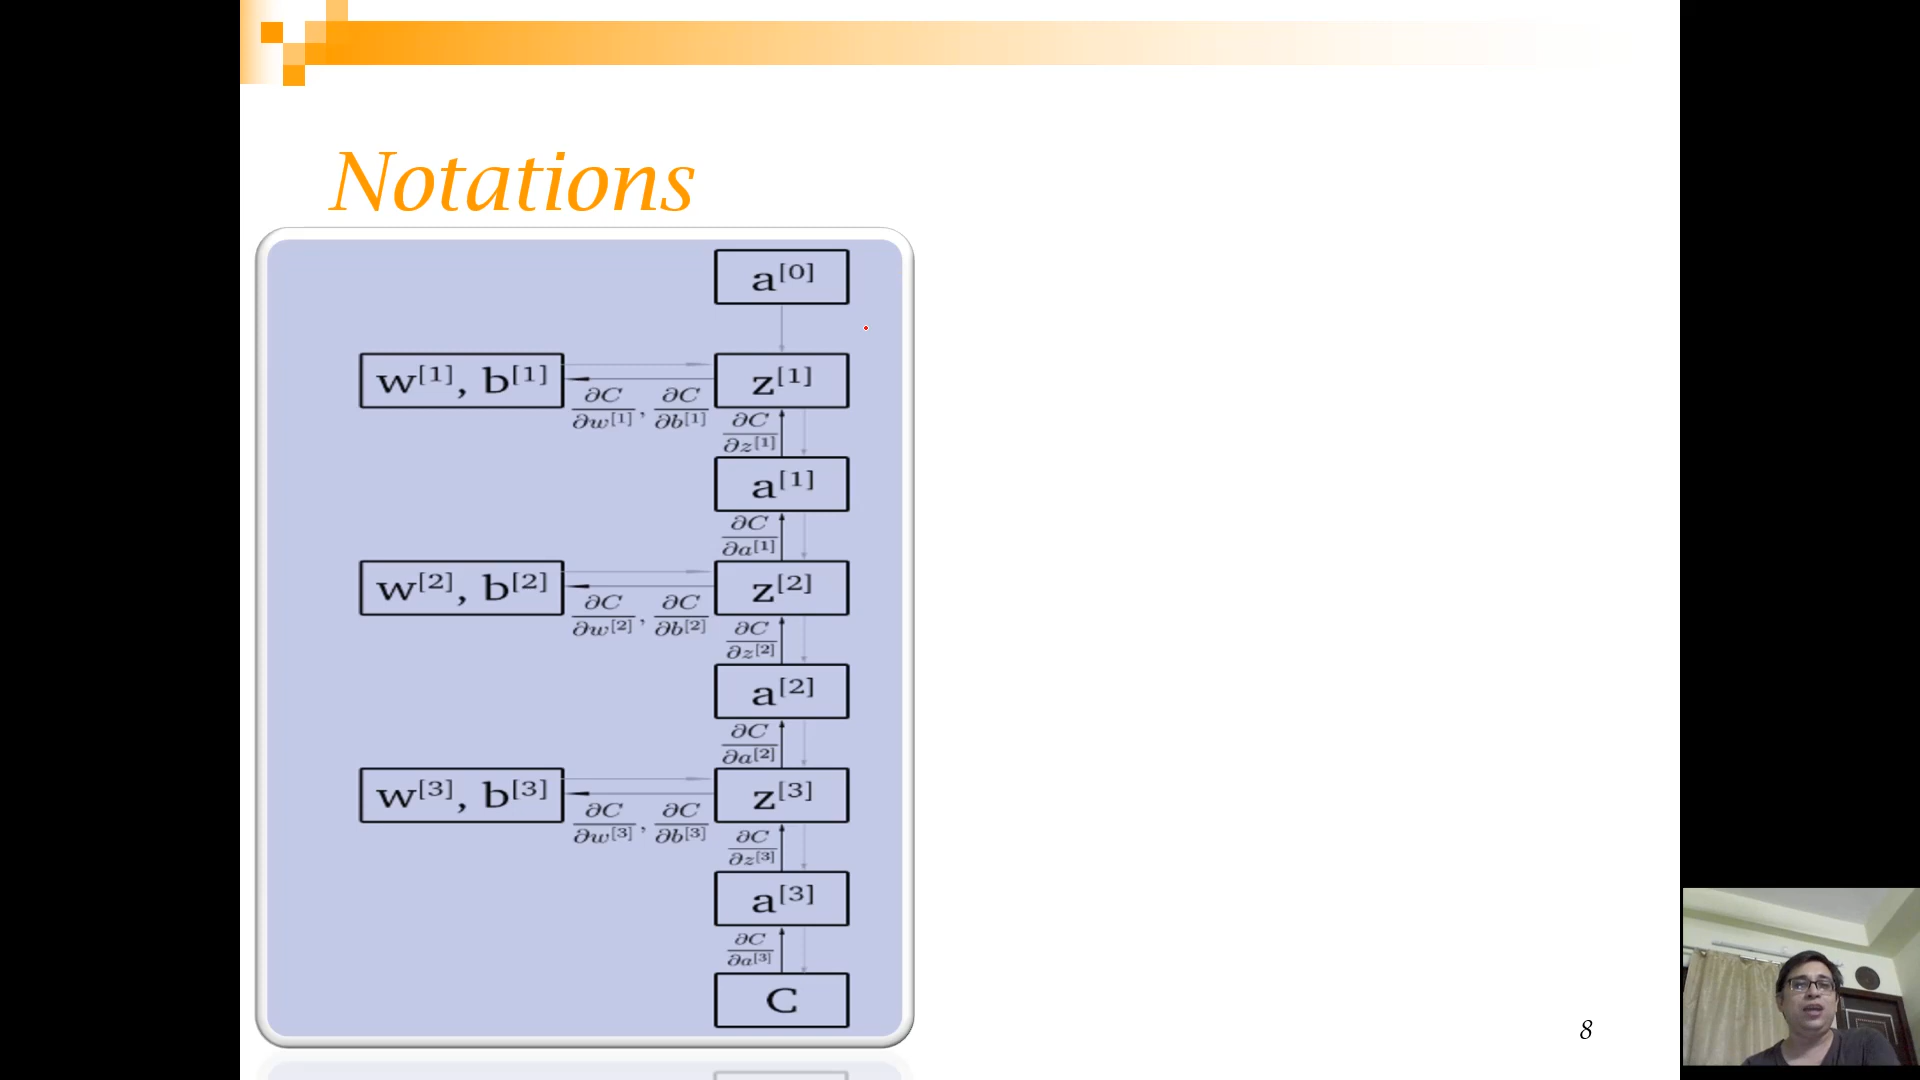 Notations
a^[0]
w^[1], b^[1]
z^[1]
∂C/∂w^[1], ∂C/∂b^[1]
∂C/∂z^[1]
a^[1]
∂C/∂a^[1]
w^[2], b^[2]
z^[2]
∂C/∂w^[2], ∂C/∂b^[2]
∂C/∂z^[2]
a^[2]
∂C/∂a^[2]
w^[3], b^[3]
z^[3]
∂C/∂w^[3], ∂C/∂b^[3]
∂C/∂z^[3]
a^[3]
∂C/∂a^[3]
C
8